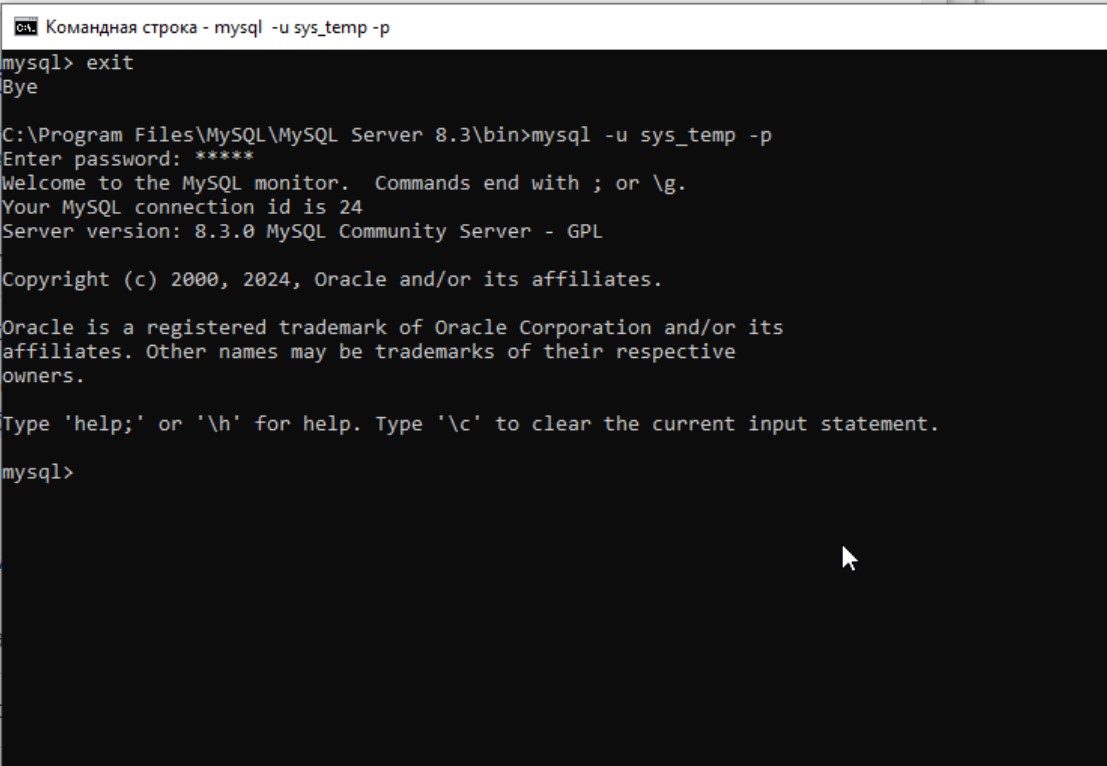 Командная строка - mysql -u sys_temp -p
mysql> exit
Bye
C:\Program Files\MySQL\MySQL Server 8.3\bin>mysql -u sys_temp -p
Enter password: *****
Welcome to the MySQL monitor.  Commands end with ; or \g.
Your MySQL connection id is 24
Server version: 8.3.0 MySQL Community Server - GPL
Copyright (c) 2000, 2024, Oracle and/or its affiliates.
Oracle is a registered trademark of Oracle Corporation and/or its
affiliates. Other names may be trademarks of their respective
owners.
Type 'help;' or '\h' for help. Type '\c' to clear the current input statement.
mysql>